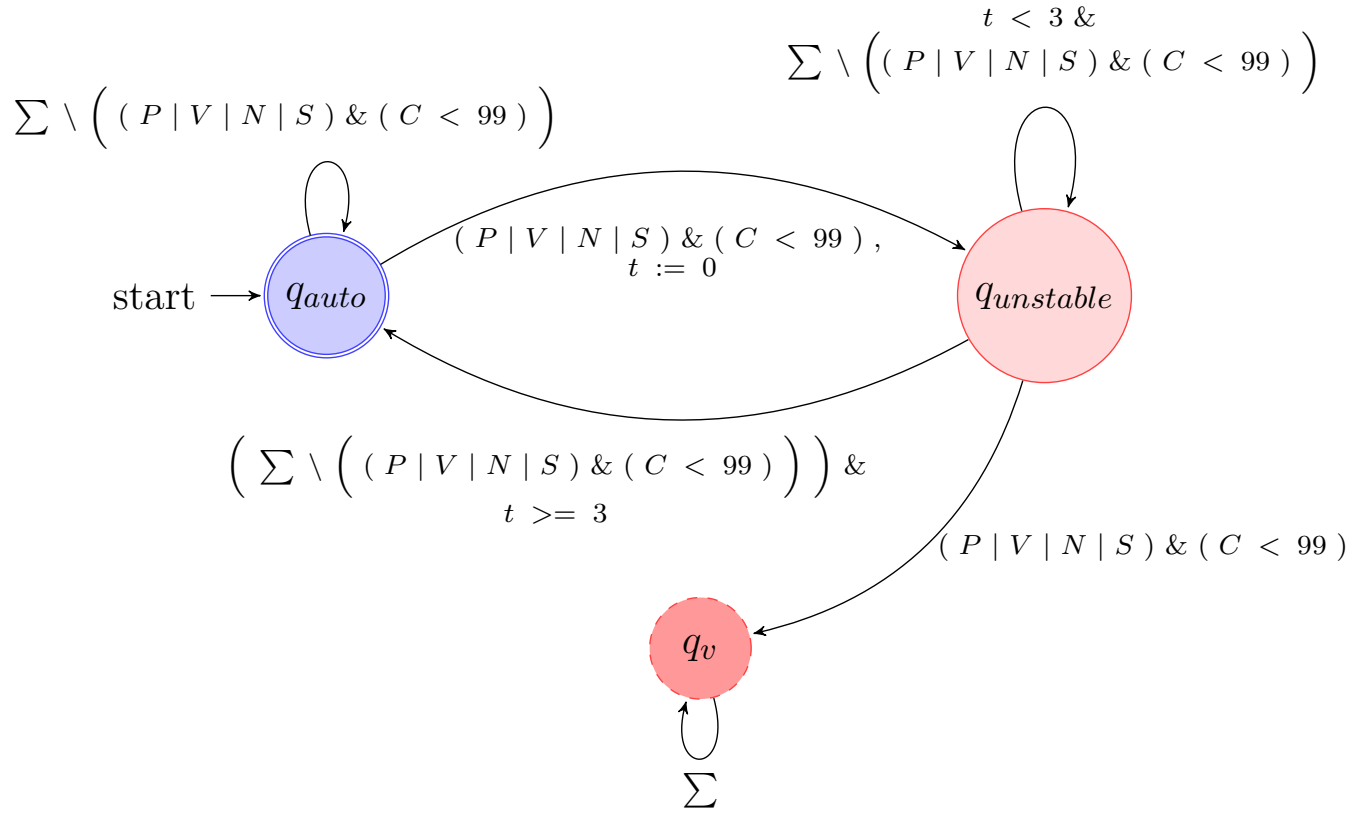 t < 3 &
∑ \ ( ( P | V | N | S ) & ( C < 99 ) )
∑ \ ( ( P | V | N | S ) & ( C < 99 ) )
( P | V | N | S ) & ( C < 99 ) ,
t := 0
start
q_auto
q_unstable
( ∑ \ ( ( P | V | N | S ) & ( C < 99 ) ) ) &
t >= 3
( P | V | N | S ) & ( C < 99 )
q_v
∑